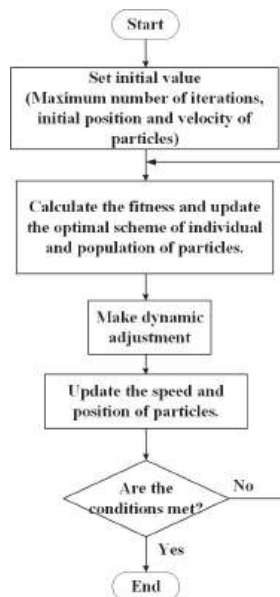 Start
Set initial value
(Maximum number of iterations,
initial position and velocity of
particles)
Calculate the fitness and update
the optimal scheme of individual
and population of particles.
Make dynamic
adjustment
Update the speed and
position of particles.
Are the
conditions met?
No
Yes
End